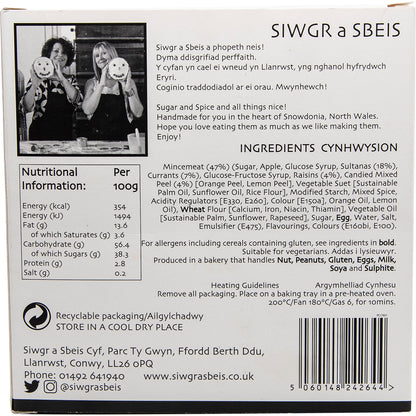 SIWGR a SBEIS
Siwgr a Sbeis a phopeth neis!
Dyma ddisgrifiad perffaith.
Y cyfan yn cael ei wneud yn Llanrwst, yng nghanol hyfrydwch
Eryri.
Coginio traddodiadol ar ei orau. Mwynhewch!
Sugar and Spice and all things nice!
Handmade for you in the heart of Snowdonia, North Wales.
Hope you love eating them as much as we like making them.
Enjoy!
INGREDIENTS CYNHWYSION
Mincemeat (47%) (Sugar, Apple, Glucose Syrup, Sultanas (18%),
Currants (7%), Glucose-Fructose Syrup, Raisins (4%), Candied Mixed
Peel (4%) [Orange Peel, Lemon Peel], Vegetable Suet [Sustainable
Palm Oil, Sunflower Oil, Rice Flour], Modified Starch, Mixed Spice,
Acidity Regulators [E330, E260], Colour [E150a], Orange Oil, Lemon
Oil), Wheat Flour (Calcium, Iron, Niacin, Thiamin), Vegetable Oil
(Sustainable Palm, Sunflower, Rapeseed), Sugar, Egg, Water, Salt,
Emulsifier (E475), Flavourings, Colours (E160bi, E100)
For allergens including cereals containing gluten, see ingredients in bold.
Suitable for vegetarians. Addas i lysieuwyr.
Produced in a bakery that handles Nut, Peanuts, Gluten, Eggs, Milk,
Soya and Sulphite.
Heating Guidelines Argymhelliad Cynhesu
Remove all packaging. Place on a baking tray in a pre-heated oven.
200°C/Fan 180°C/Gas 6, for 10mins.
Nutritional Information: Per 100g
Energy (kcal) 354
Energy (kJ) 1494
Fat (g) 13.6
of which Saturates (g) 3.6
Carbohydrate (g) 56.4
of which Sugars (g) 38.3
Protein (g) 2.8
Salt (g) 0.2
Recyclable packaging/Ailgylchadwy
STORE IN A COOL DRY PLACE
Siwgr a Sbeis Cyf, Parc Ty Gwyn, Ffordd Berth Ddu,
Llanrwst, Conwy, LL26 0PQ
Phone 01492 641940 www.siwgrasbeis.co.uk
@siwgrasbeis
5 060148 242644 >